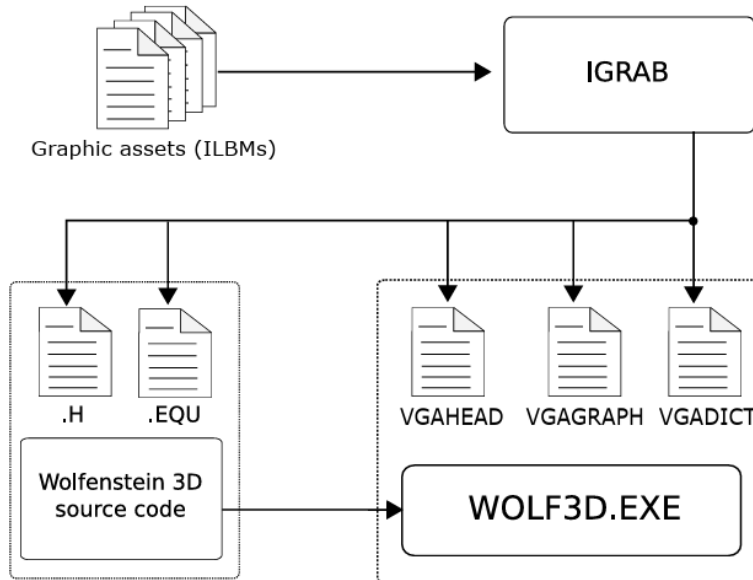 IGRAB
Graphic assets (ILBMs)
.H
.EQU
VGAHEAD
VGAGRAPH
VGADICT
Wolfenstein 3D
source code
WOLF3D.EXE